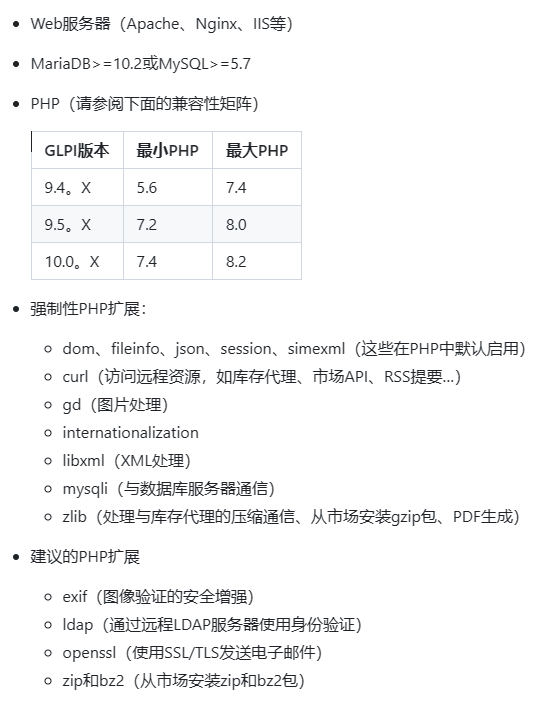 Web服务器（Apache、Nginx、IIS等）
MariaDB>=10.2或MySQL>=5.7
PHP（请参阅下面的兼容性矩阵）
GLPI版本 最小PHP 最大PHP
9.4。X 5.6 7.4
9.5。X 7.2 8.0
10.0。X 7.4 8.2
强制性PHP扩展：
dom、fileinfo、json、session、simexml（这些在PHP中默认启用）
curl（访问远程资源，如库存代理、市场API、RSS提要...）
gd（图片处理）
internationalization
libxml（XML处理）
mysqli（与数据库服务器通信）
zlib（处理与库存代理的压缩通信、从市场安装gzip包、PDF生成）
建议的PHP扩展
exif（图像验证的安全增强）
ldap（通过远程LDAP服务器使用身份验证）
openssl（使用SSL/TLS发送电子邮件）
zip和bz2（从市场安装zip和bz2包）